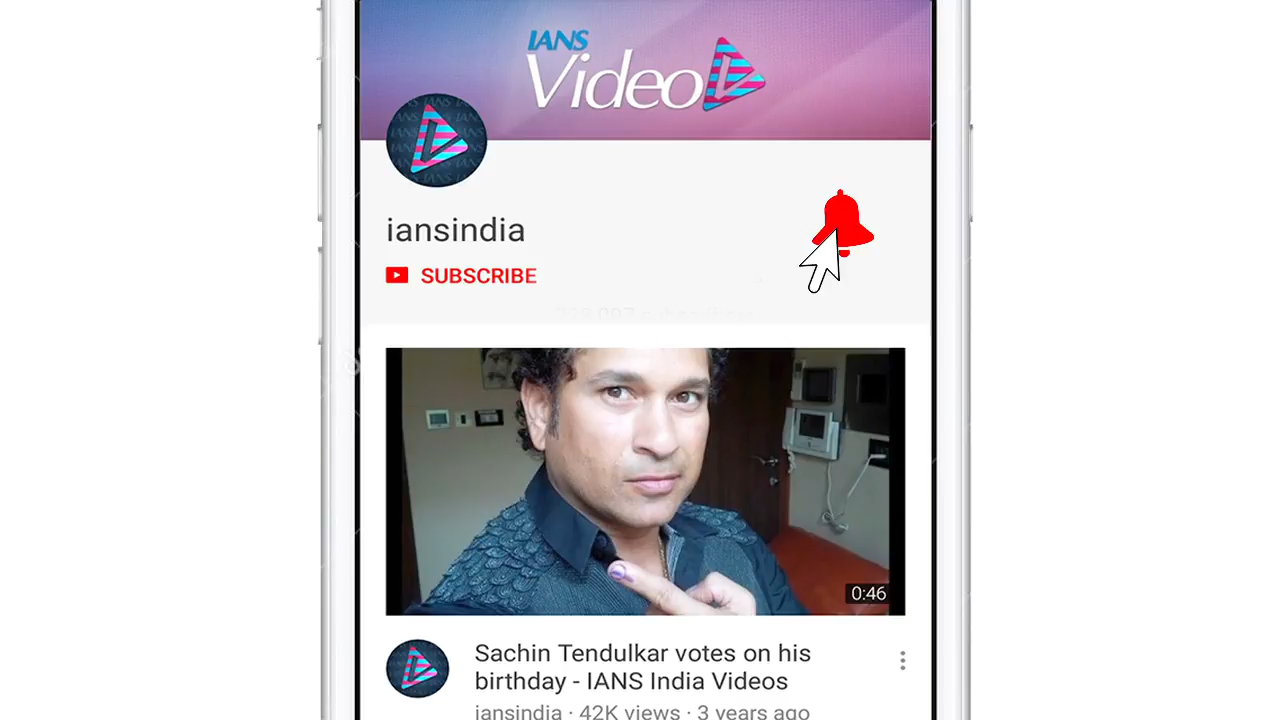 IANS
Video
iansindia
SUBSCRIBE
0:46
Sachin Tendulkar votes on his
birthday - IANS India Videos
iansindia · 42K views · 3 years ago